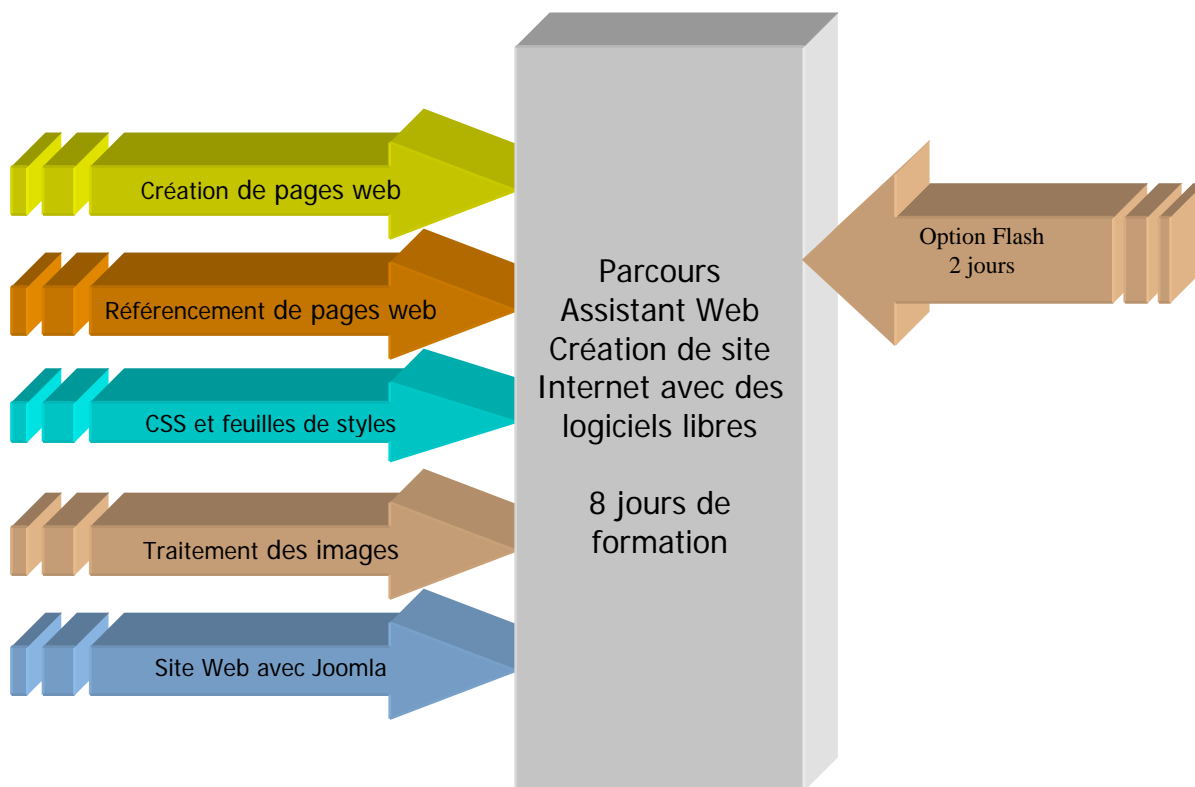 Création de pages web
Référencement de pages web
CSS et feuilles de styles
Traitement des images
Site Web avec Joomla
Parcours
Assistant Web
Création de site
Internet avec des
logiciels libres
8 jours de
formation
Option Flash
2 jours